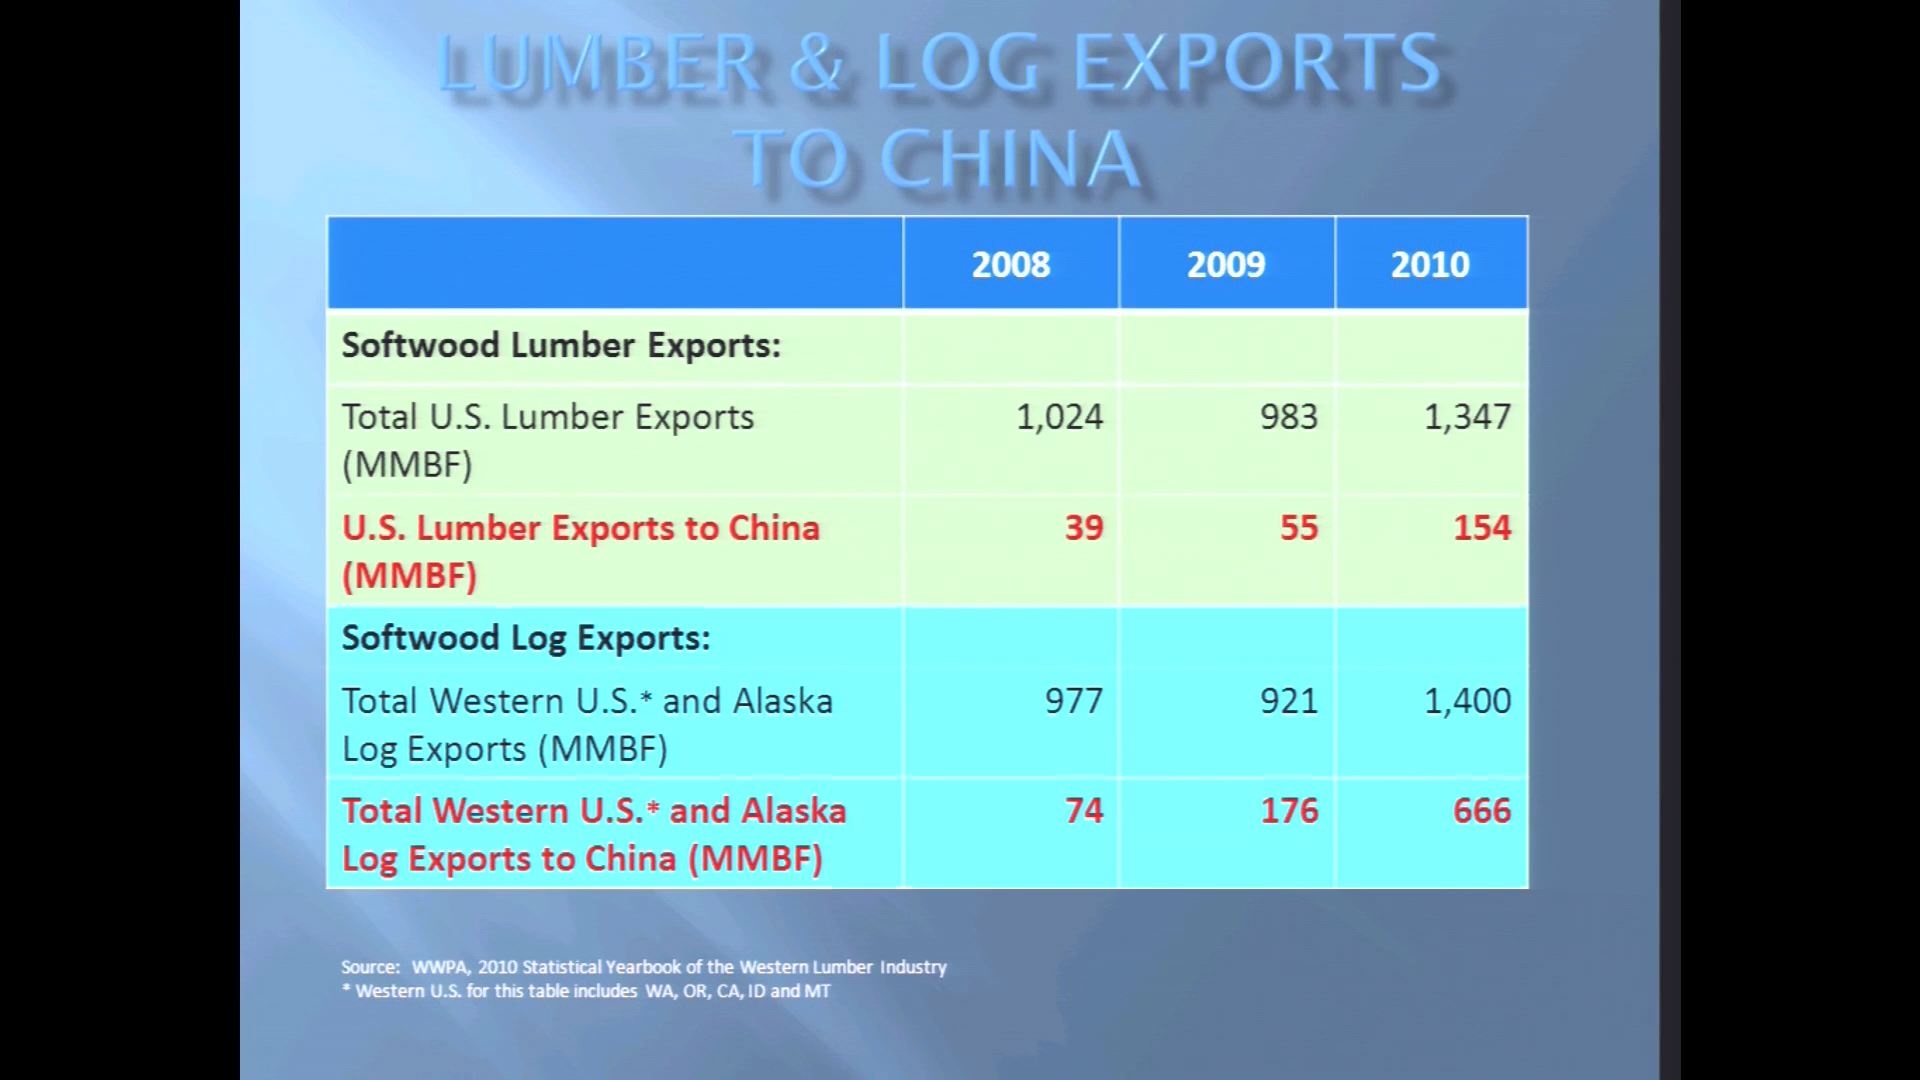 LUMBER & LOG EXPORTS
TO CHINA
2008 2009 2010
Softwood Lumber Exports:
Total U.S. Lumber Exports 1,024 983 1,347
(MMBF)
U.S. Lumber Exports to China 39 55 154
(MMBF)
Softwood Log Exports:
Total Western U.S.* and Alaska 977 921 1,400
Log Exports (MMBF)
Total Western U.S.* and Alaska 74 176 666
Log Exports to China (MMBF)
Source: WWPA, 2010 Statistical Yearbook of the Western Lumber Industry
* Western U.S. for this table includes WA, OR, CA, ID and MT